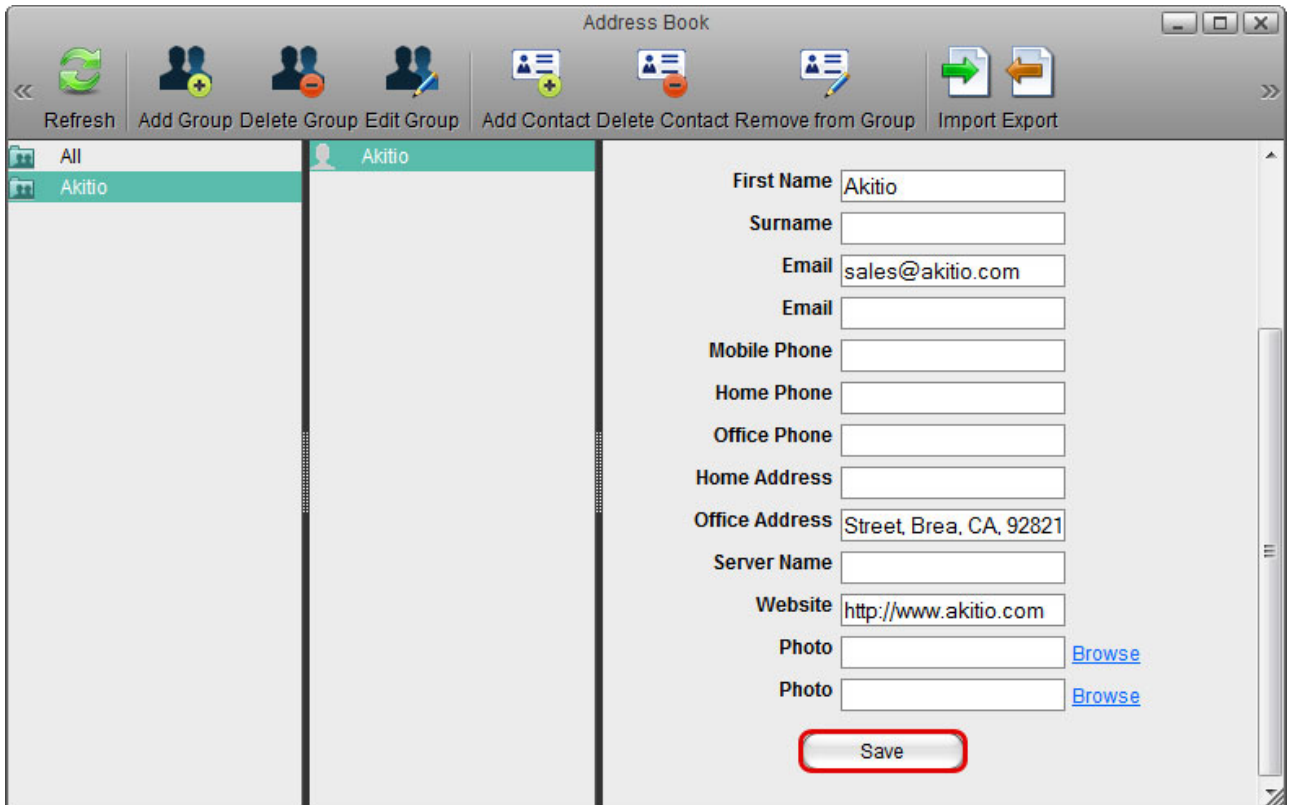 Address Book
Refresh Add Group Delete Group Edit Group Add Contact Delete Contact Remove from Group Import Export
All
Akitio
Akitio
First Name Akitio
Surname
Email sales@akitio.com
Email
Mobile Phone
Home Phone
Office Phone
Home Address
Office Address Street, Brea, CA, 92821
Server Name
Website http://www.akitio.com
Photo Browse
Photo Browse
Save